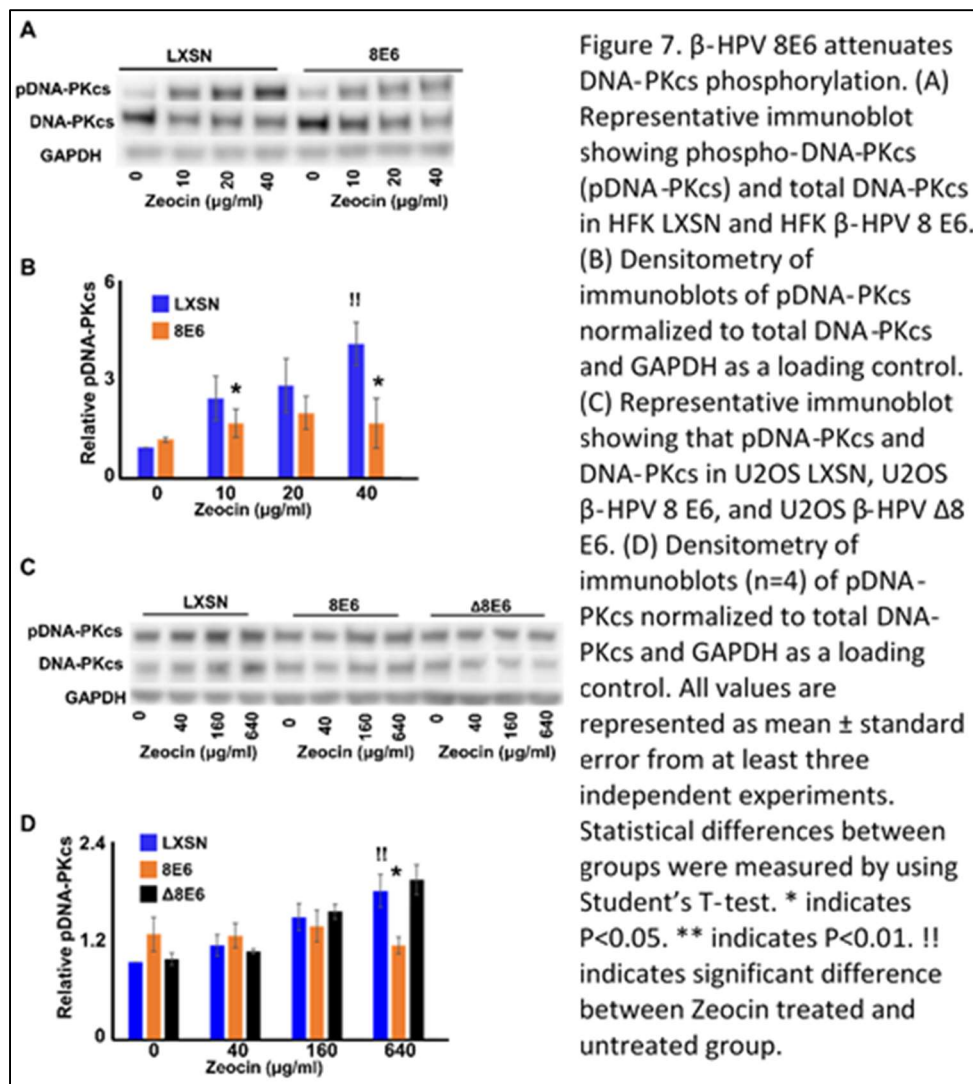 A
LXSN 8E6
pDNA-PKcs
DNA-PKcs
GAPDH
0 10 20 40 0 10 20 40
Zeocin (µg/ml) Zeocin (µg/ml)
B
Relative pDNA-PKcs
6
3
0
LXSN
8E6
!!
* *
0 10 20 40
Zeocin (µg/ml)
C
LXSN 8E6 Δ8E6
pDNA-PKcs
DNA-PKcs
GAPDH
0 40 160 640 0 40 160 640 0 40 160 640
Zeocin (µg/ml) Zeocin (µg/ml) Zeocin (µg/ml)
D
Relative pDNA-PKcs
2.4
1.2
0
LXSN
8E6
Δ8E6
!! *
0 40 160 640
Zeocin (µg/ml)
Figure 7. β-HPV 8E6 attenuates
DNA-PKcs phosphorylation. (A)
Representative immunoblot
showing phospho-DNA-PKcs
(pDNA-PKcs) and total DNA-PKcs
in HFK LXSN and HFK β-HPV 8 E6.
(B) Densitometry of
immunoblots of pDNA-PKcs
normalized to total DNA-PKcs
and GAPDH as a loading control.
(C) Representative immunoblot
showing that pDNA-PKcs and
DNA-PKcs in U2OS LXSN, U2OS
β-HPV 8 E6, and U2OS β-HPV Δ8
E6. (D) Densitometry of
immunoblots (n=4) of pDNA-
PKcs normalized to total DNA-
PKcs and GAPDH as a loading
control. All values are
represented as mean ± standard
error from at least three
independent experiments.
Statistical differences between
groups were measured by using
Student’s T-test. * indicates
P<0.05. ** indicates P<0.01. !!
indicates significant difference
between Zeocin treated and
untreated group.